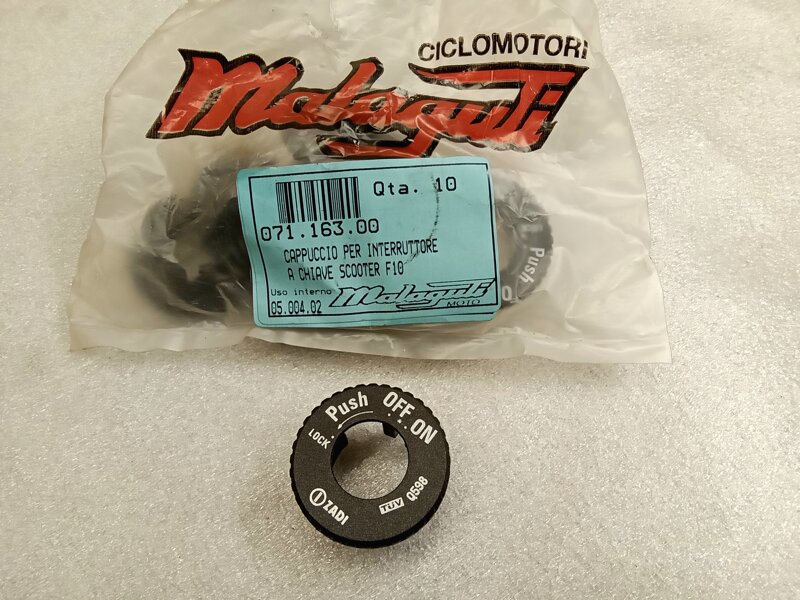 CICLOMOTORI
Malaguti
Qta. 10
071.163.00
CAPPUCCIO PER INTERRUTTORE
A CHIAVE SCOOTER F10
Uso interno
05.004.02
Malaguti
MOTO
Push
Push OFF ON
LOCK
ZADI
TÜV Q598